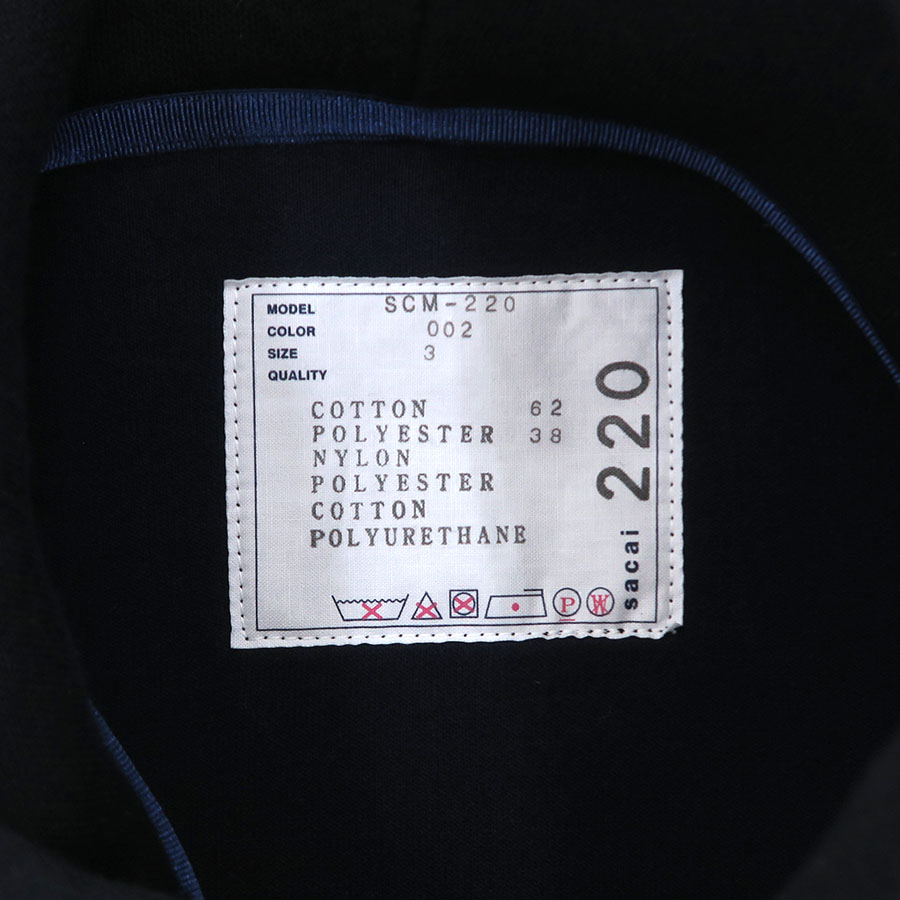 MODEL SCM-220
COLOR 002
SIZE 3
QUALITY
COTTON 62
POLYESTER 38
NYLON
POLYESTER
COTTON
POLYURETHANE
P W
sacai 220